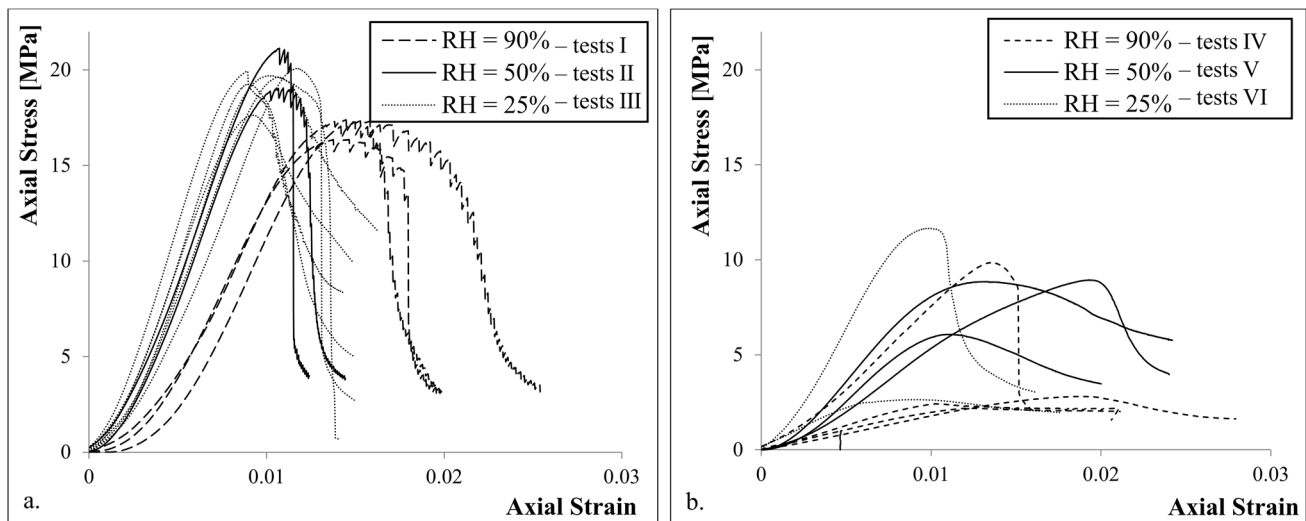 Axial Stress [MPa]
20
15
10
5
0
RH = 90% – tests I
RH = 50% – tests II
RH = 25% – tests III
0
0.01
0.02
0.03
a.
Axial Strain
Axial Stress [MPa]
20
15
10
5
0
RH = 90% – tests IV
RH = 50% – tests V
RH = 25% – tests VI
0
0.01
0.02
0.03
b.
Axial Strain